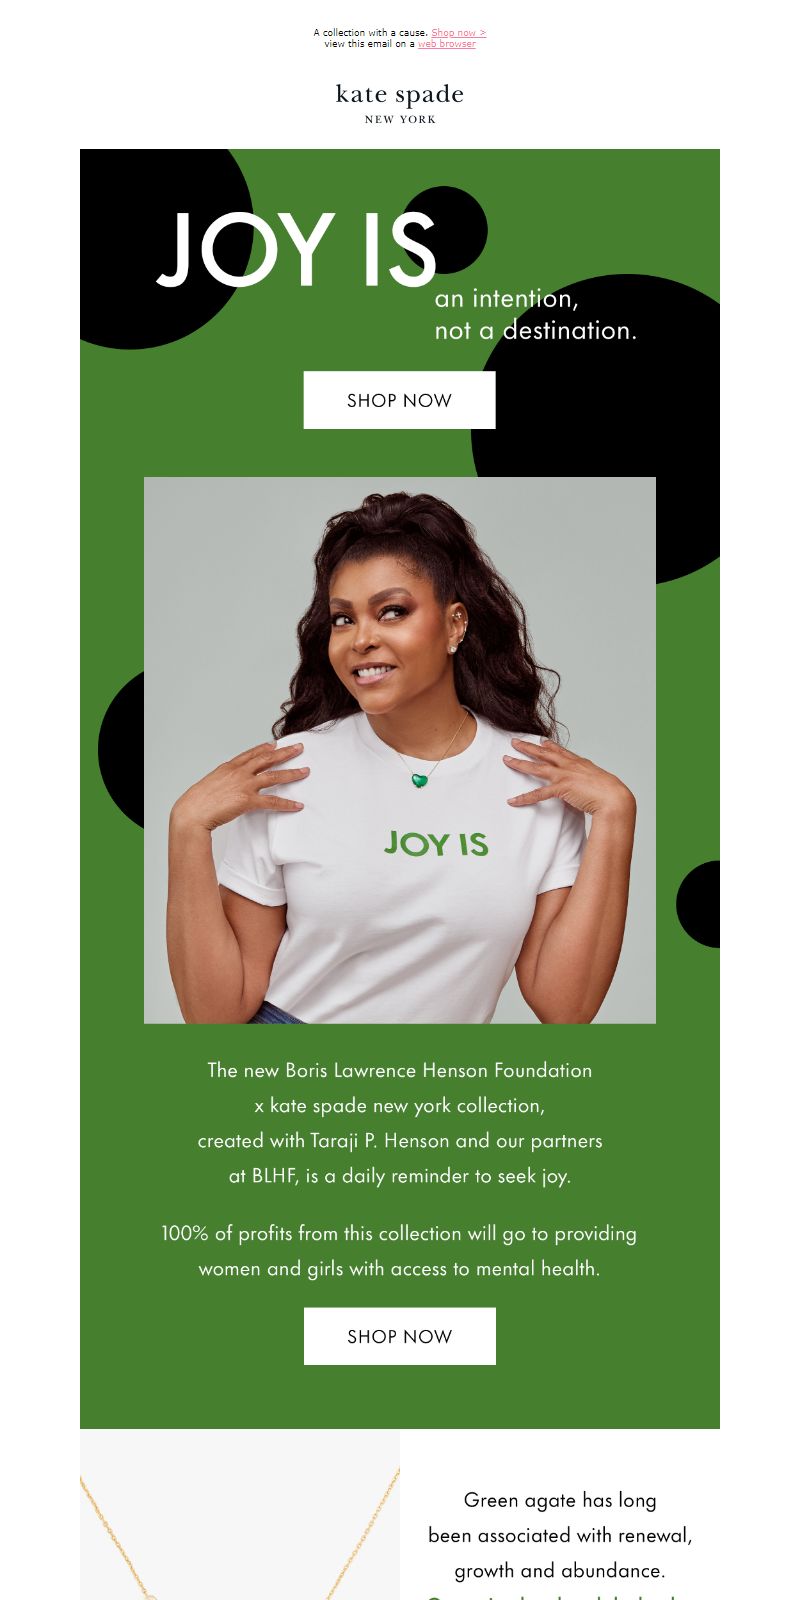 A collection with a cause. Shop now >
view this email on a web browser
kate spade
NEW YORK
JOY IS
an intention,
not a destination.
SHOP NOW
JOY IS
The new Boris Lawrence Henson Foundation
x kate spade new york collection,
created with Taraji P. Henson and our partners
at BLHF, is a daily reminder to seek joy.
100% of profits from this collection will go to providing
women and girls with access to mental health.
SHOP NOW
Green agate has long
been associated with renewal,
growth and abundance.